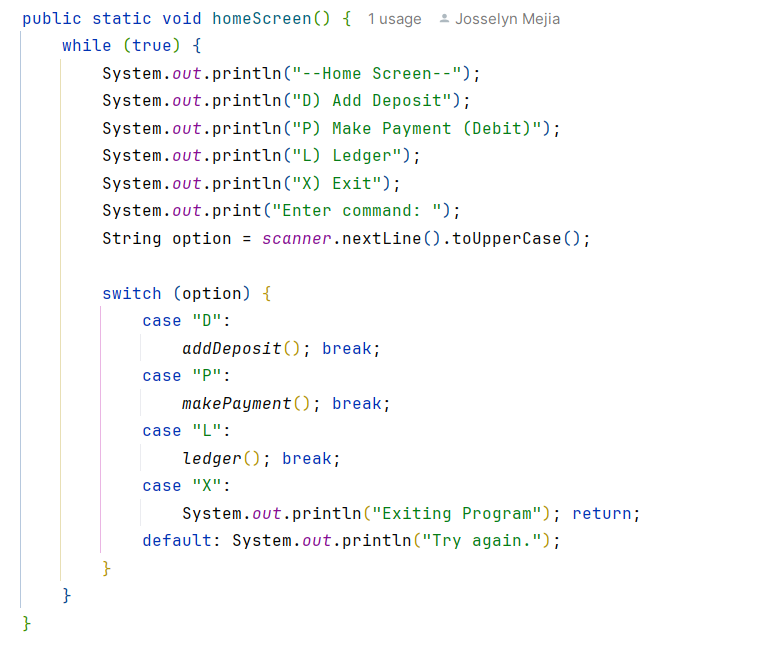 public static void homeScreen() { 1 usage Josselyn Mejia
while (true) {
System.out.println("--Home Screen--");
System.out.println("D) Add Deposit");
System.out.println("P) Make Payment (Debit)");
System.out.println("L) Ledger");
System.out.println("X) Exit");
System.out.print("Enter command: ");
String option = scanner.nextLine().toUpperCase();
switch (option) {
case "D":
addDeposit(); break;
case "P":
makePayment(); break;
case "L":
ledger(); break;
case "X":
System.out.println("Exiting Program"); return;
default: System.out.println("Try again.");
}
}
}